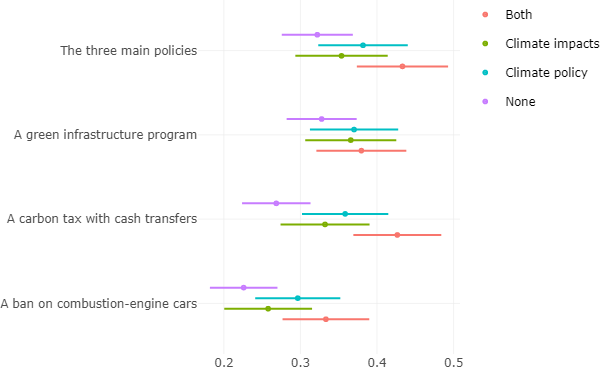 The three main policies
A green infrastructure program
A carbon tax with cash transfers
A ban on combustion-engine cars
0.2 0.3 0.4 0.5
Both
Climate impacts
Climate policy
None